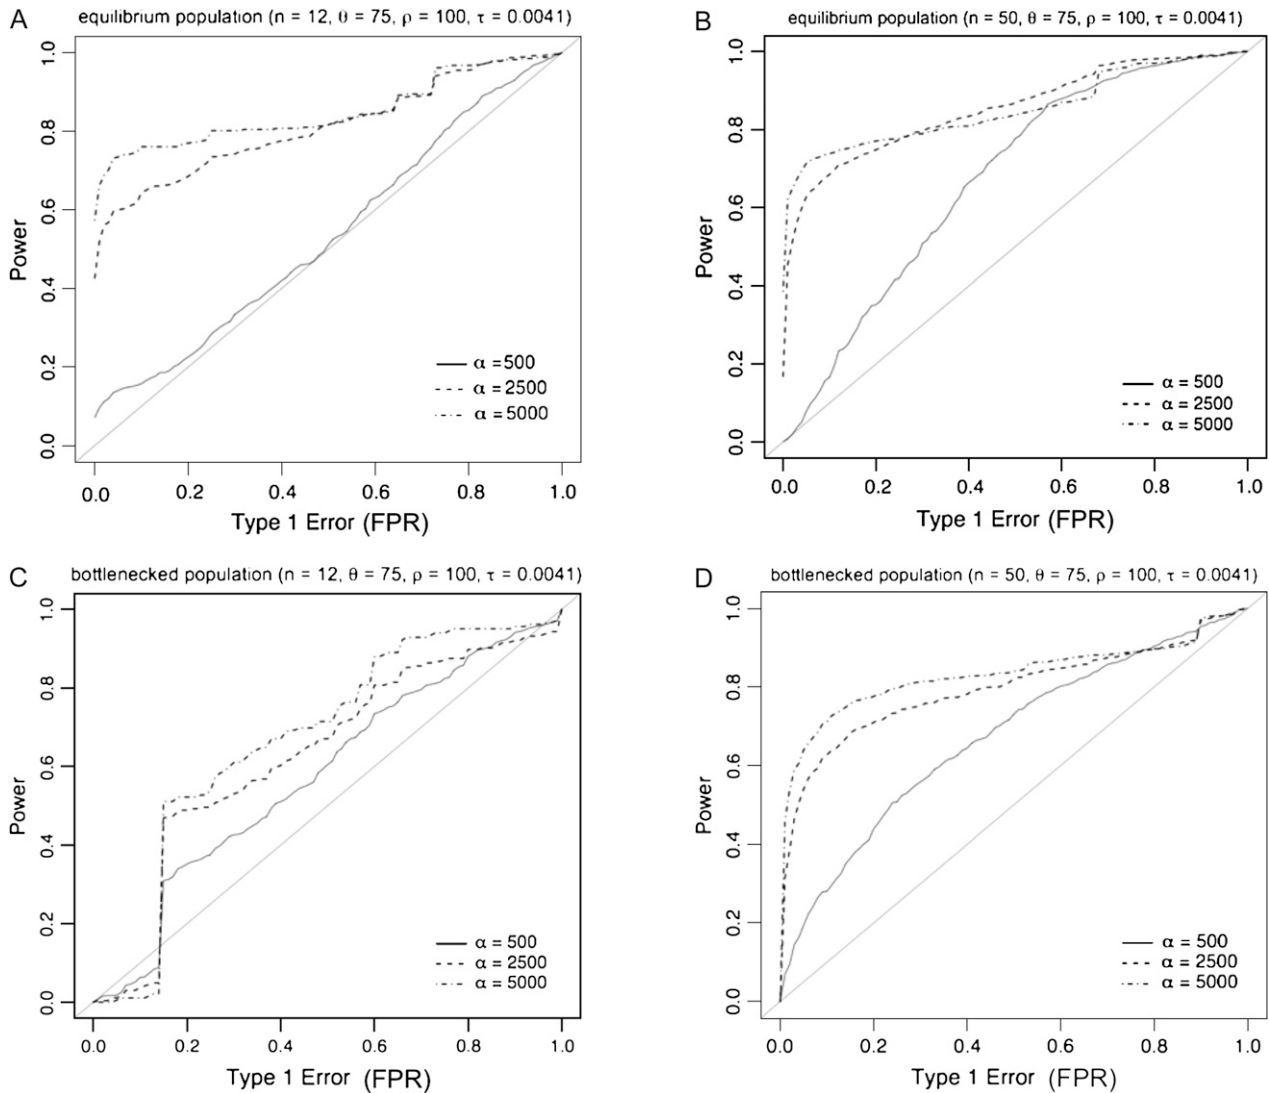 A
equilibrium population (n = 12, θ = 75, ρ = 100, τ = 0.0041)
Power
1.0
0.8
0.6
0.4
0.2
0.0
α =500
α =2500
α =5000
0.0 0.2 0.4 0.6 0.8 1.0
Type 1 Error (FPR)
B
equilibrium population (n = 50, θ = 75, ρ = 100, τ = 0.0041)
Power
1.0
0.8
0.6
0.4
0.2
0.0
α = 500
α = 2500
α = 5000
0.0 0.2 0.4 0.6 0.8 1.0
Type 1 Error (FPR)
C
bottlenecked population (n = 12, θ = 75, ρ = 100, τ = 0.0041)
Power
1.0
0.8
0.6
0.4
0.2
0.0
α = 500
α = 2500
α = 5000
0.0 0.2 0.4 0.6 0.8 1.0
Type 1 Error (FPR)
D
bottlenecked population (n = 50, θ = 75, ρ = 100, τ = 0.0041)
Power
1.0
0.8
0.6
0.4
0.2
0.0
α = 500
α = 2500
α = 5000
0.0 0.2 0.4 0.6 0.8 1.0
Type 1 Error (FPR)